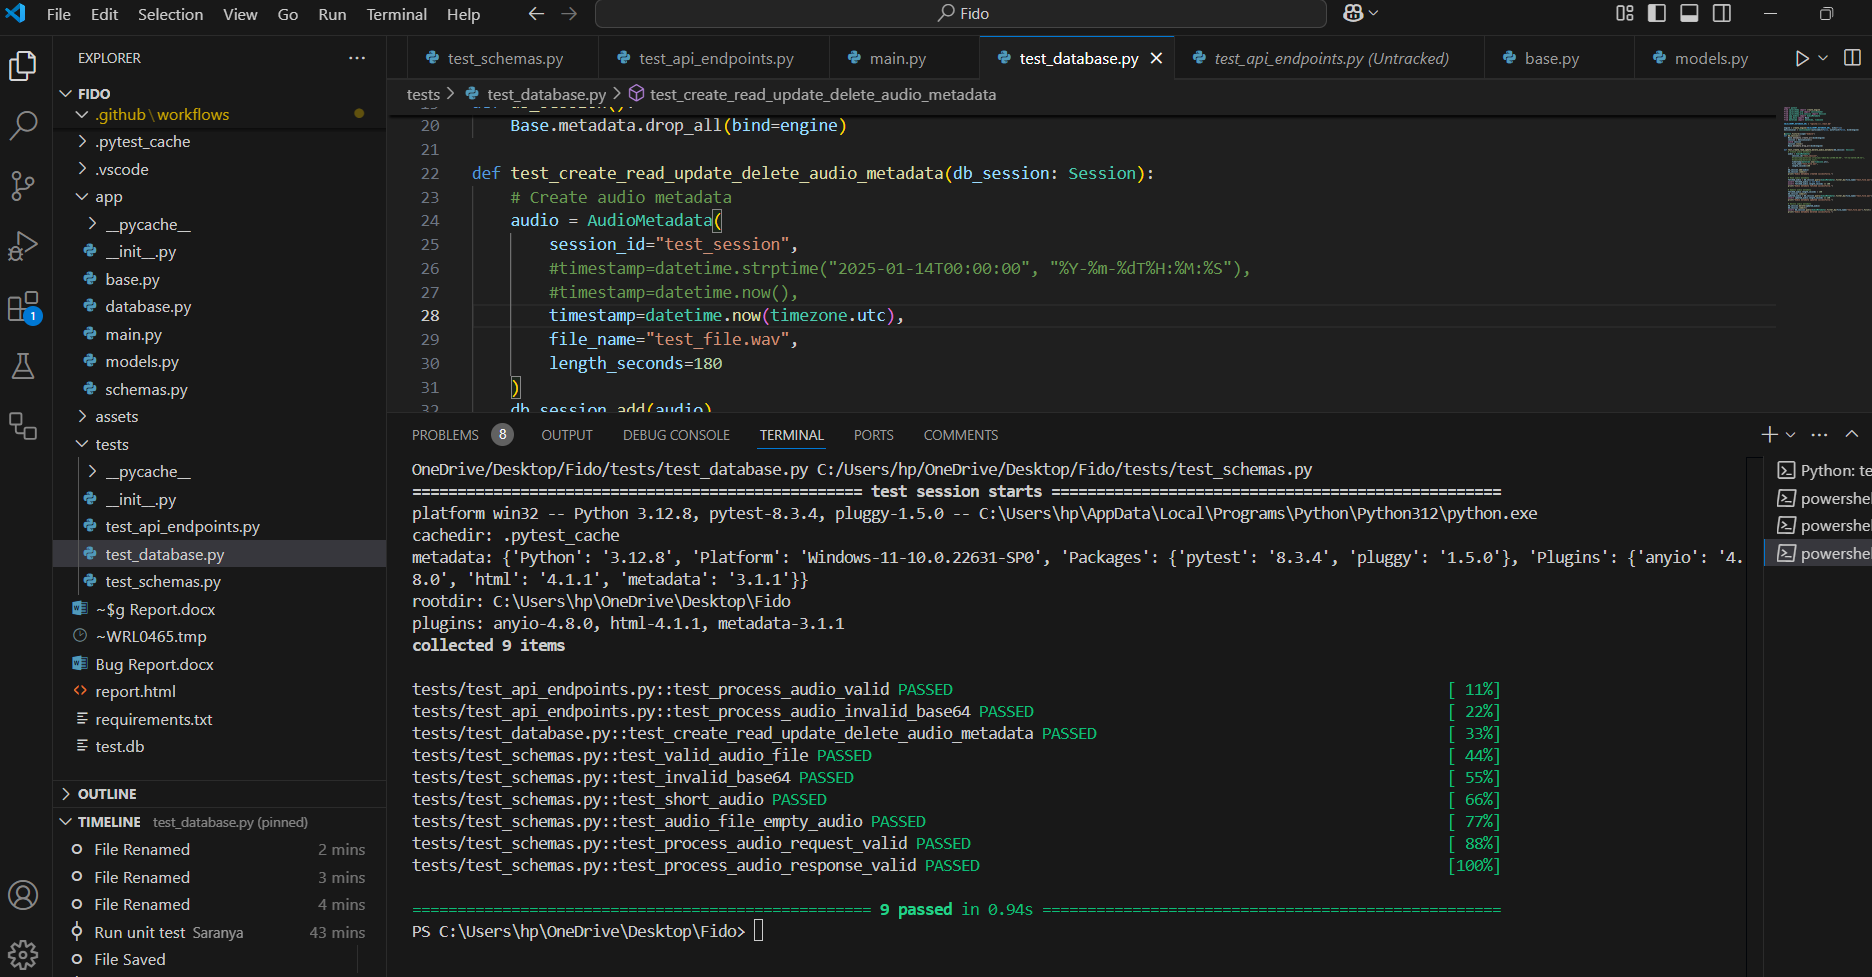 File Edit Selection View Go Run Terminal Help
Fido
EXPLORER
test_schemas.py
test_api_endpoints.py
main.py
test_database.py
test_api_endpoints.py (Untracked)
base.py
models.py
tests > test_database.py > test_create_read_update_delete_audio_metadata
FIDO
.github\workflows
.pytest_cache
.vscode
app
__pycache__
__init__.py
base.py
database.py
main.py
models.py
schemas.py
assets
tests
__pycache__
__init__.py
test_api_endpoints.py
test_database.py
test_schemas.py
~$g Report.docx
~WRL0465.tmp
Bug Report.docx
report.html
requirements.txt
test.db
OUTLINE
TIMELINE test_database.py (pinned)
File Renamed 2 mins
File Renamed 3 mins
File Renamed 4 mins
Run unit test Saranya 43 mins
File Saved
1
20 Base.metadata.drop_all(bind=engine)
21
22 def test_create_read_update_delete_audio_metadata(db_session: Session):
23 # Create audio metadata
24 audio = AudioMetadata(
25 session_id="test_session",
26 #timestamp=datetime.strptime("2025-01-14T00:00:00", "%Y-%m-%dT%H:%M:%S"),
27 #timestamp=datetime.now(),
28 timestamp=datetime.now(timezone.utc),
29 file_name="test_file.wav",
30 length_seconds=180
31 )
32 db_session.add(audio)
PROBLEMS 8 OUTPUT DEBUG CONSOLE TERMINAL PORTS COMMENTS
OneDrive/Desktop/Fido/tests/test_database.py C:/Users/hp/OneDrive/Desktop/Fido/tests/test_schemas.py
================================================== test session starts ==================================================
platform win32 -- Python 3.12.8, pytest-8.3.4, pluggy-1.5.0 -- C:\Users\hp\AppData\Local\Programs\Python\Python312\python.exe
cachedir: .pytest_cache
metadata: {'Python': '3.12.8', 'Platform': 'Windows-11-10.0.22631-SP0', 'Packages': {'pytest': '8.3.4', 'pluggy': '1.5.0'}, 'Plugins': {'anyio': '4.
8.0', 'html': '4.1.1', 'metadata': '3.1.1'}}
rootdir: C:\Users\hp\OneDrive\Desktop\Fido
plugins: anyio-4.8.0, html-4.1.1, metadata-3.1.1
collected 9 items
tests/test_api_endpoints.py::test_process_audio_valid PASSED [ 11%]
tests/test_api_endpoints.py::test_process_audio_invalid_base64 PASSED [ 22%]
tests/test_database.py::test_create_read_update_delete_audio_metadata PASSED [ 33%]
tests/test_schemas.py::test_valid_audio_file PASSED [ 44%]
tests/test_schemas.py::test_invalid_base64 PASSED [ 55%]
tests/test_schemas.py::test_short_audio PASSED [ 66%]
tests/test_schemas.py::test_audio_file_empty_audio PASSED [ 77%]
tests/test_schemas.py::test_process_audio_request_valid PASSED [ 88%]
tests/test_schemas.py::test_process_audio_response_valid PASSED [100%]
=================================================== 9 passed in 0.94s ===================================================
PS C:\Users\hp\OneDrive\Desktop\Fido>
Python: te
powershe
powershe
powershe